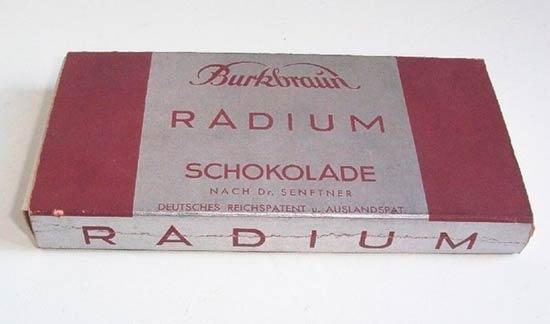 Burkbraun
RADIUM
SCHOKOLADE
NACH Dr. SENFTNER
DEUTSCHES REICHSPATENT u. AUSLANDSPAT.
RADIUM